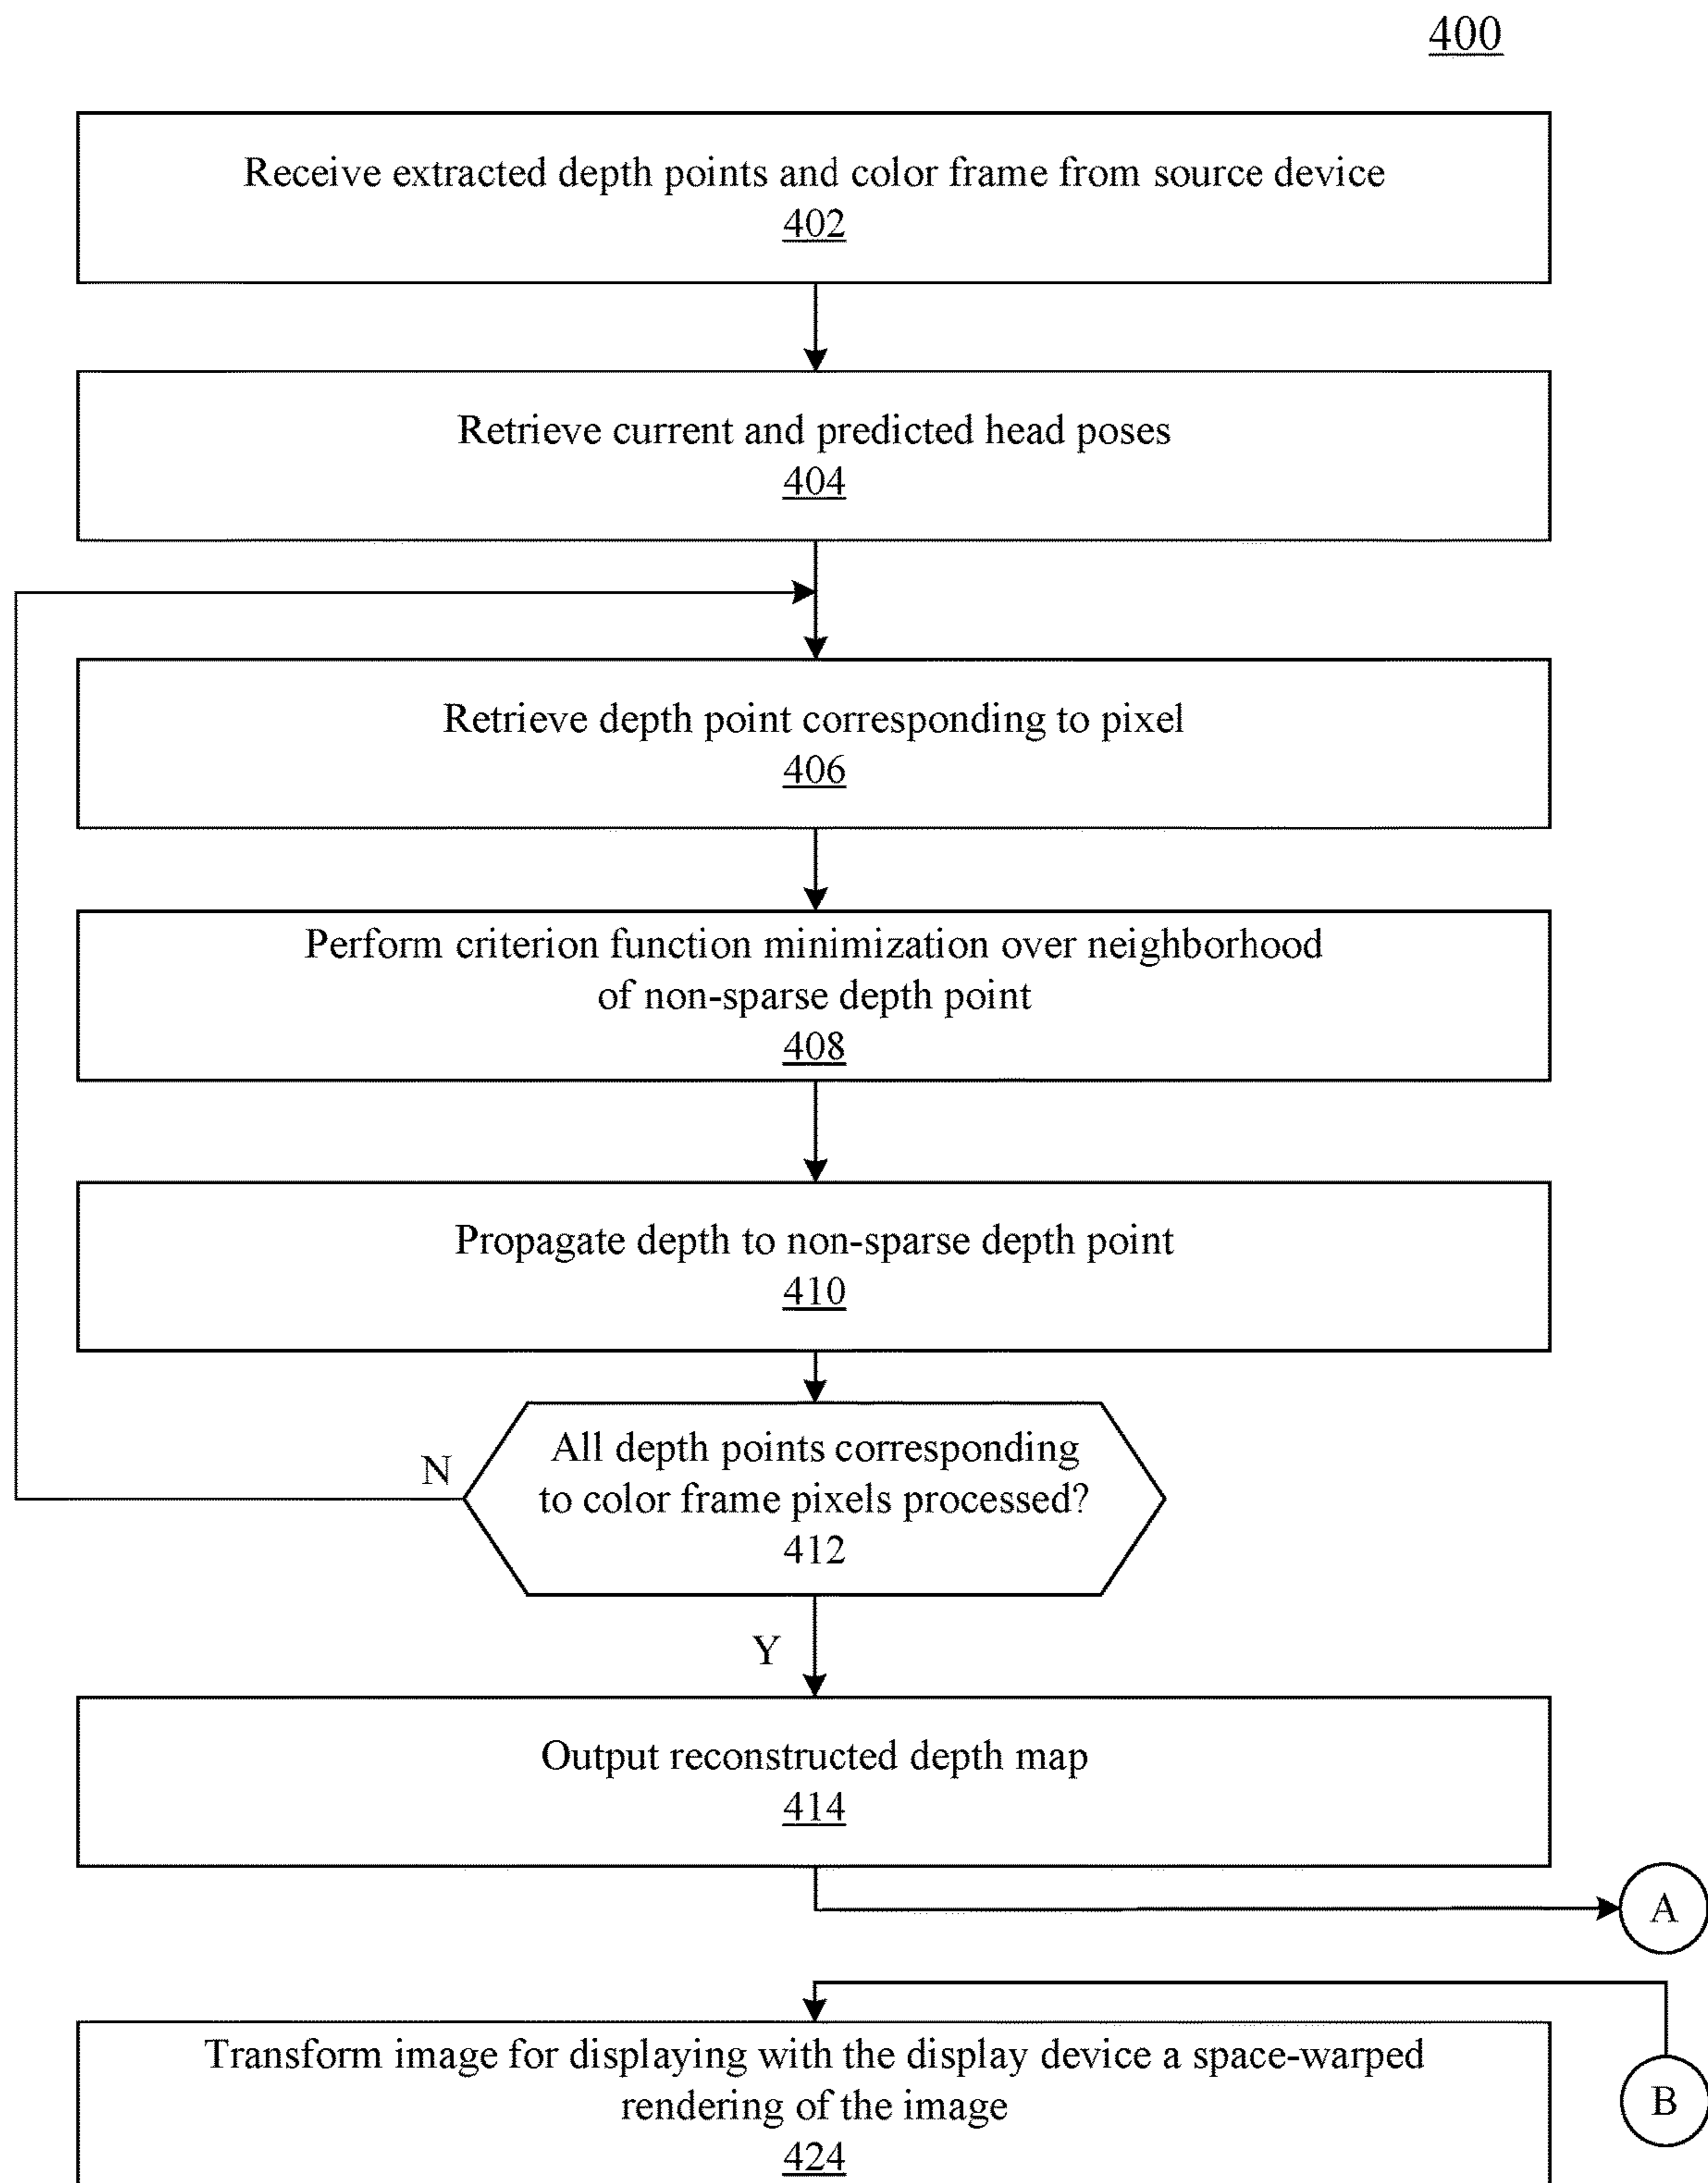 400
Receive extracted depth points and color frame from source device
402
Retrieve current and predicted head poses
404
Retrieve depth point corresponding to pixel
406
Perform criterion function minimization over neighborhood
of non-sparse depth point
408
Propagate depth to non-sparse depth point
410
All depth points corresponding
to color frame pixels processed?
412
N
Y
Output reconstructed depth map
414
A
Transform image for displaying with the display device a space-warped
rendering of the image
424
B